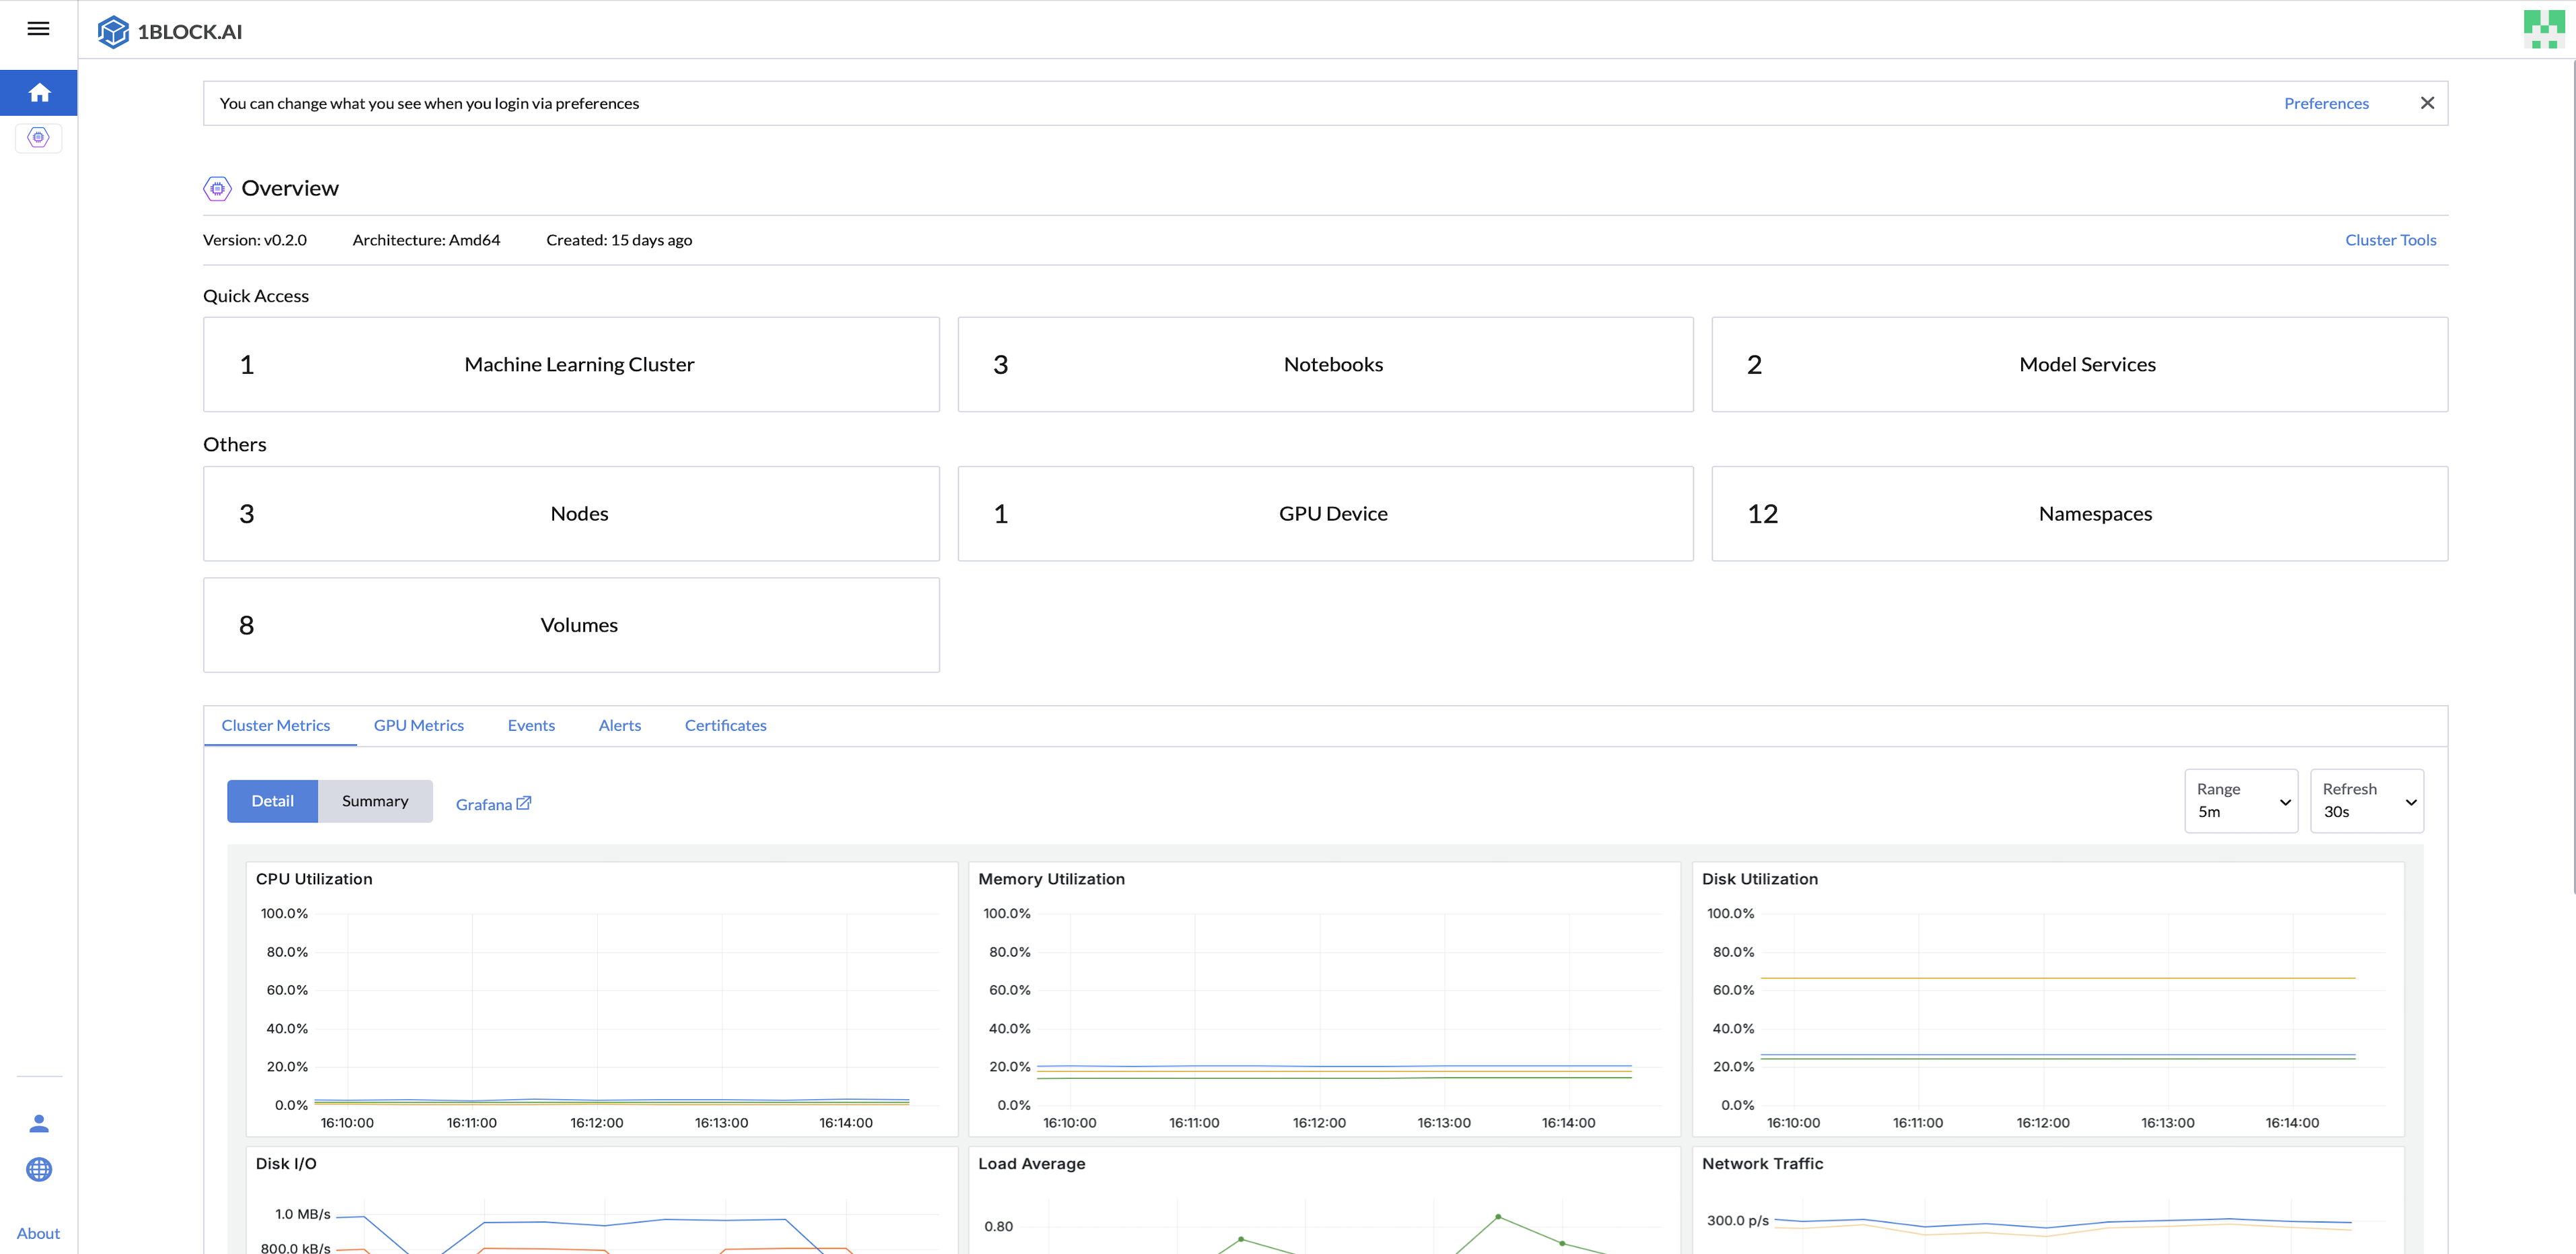 1BLOCK.AI
You can change what you see when you login via preferences
Preferences
Overview
Version: v0.2.0
Architecture: Amd64
Created: 15 days ago
Cluster Tools
Quick Access
1
Machine Learning Cluster
3
Notebooks
2
Model Services
Others
3
Nodes
1
GPU Device
12
Namespaces
8
Volumes
Cluster Metrics
GPU Metrics
Events
Alerts
Certificates
Detail
Summary
Grafana
Range
5m
Refresh
30s
CPU Utilization
100.0%
80.0%
60.0%
40.0%
20.0%
0.0%
16:10:00
16:11:00
16:12:00
16:13:00
16:14:00
Memory Utilization
100.0%
80.0%
60.0%
40.0%
20.0%
0.0%
16:10:00
16:11:00
16:12:00
16:13:00
16:14:00
Disk Utilization
100.0%
80.0%
60.0%
40.0%
20.0%
0.0%
16:10:00
16:11:00
16:12:00
16:13:00
16:14:00
Disk I/O
1.0 MB/s
800.0 kB/s
Load Average
0.80
Network Traffic
300.0 p/s
About